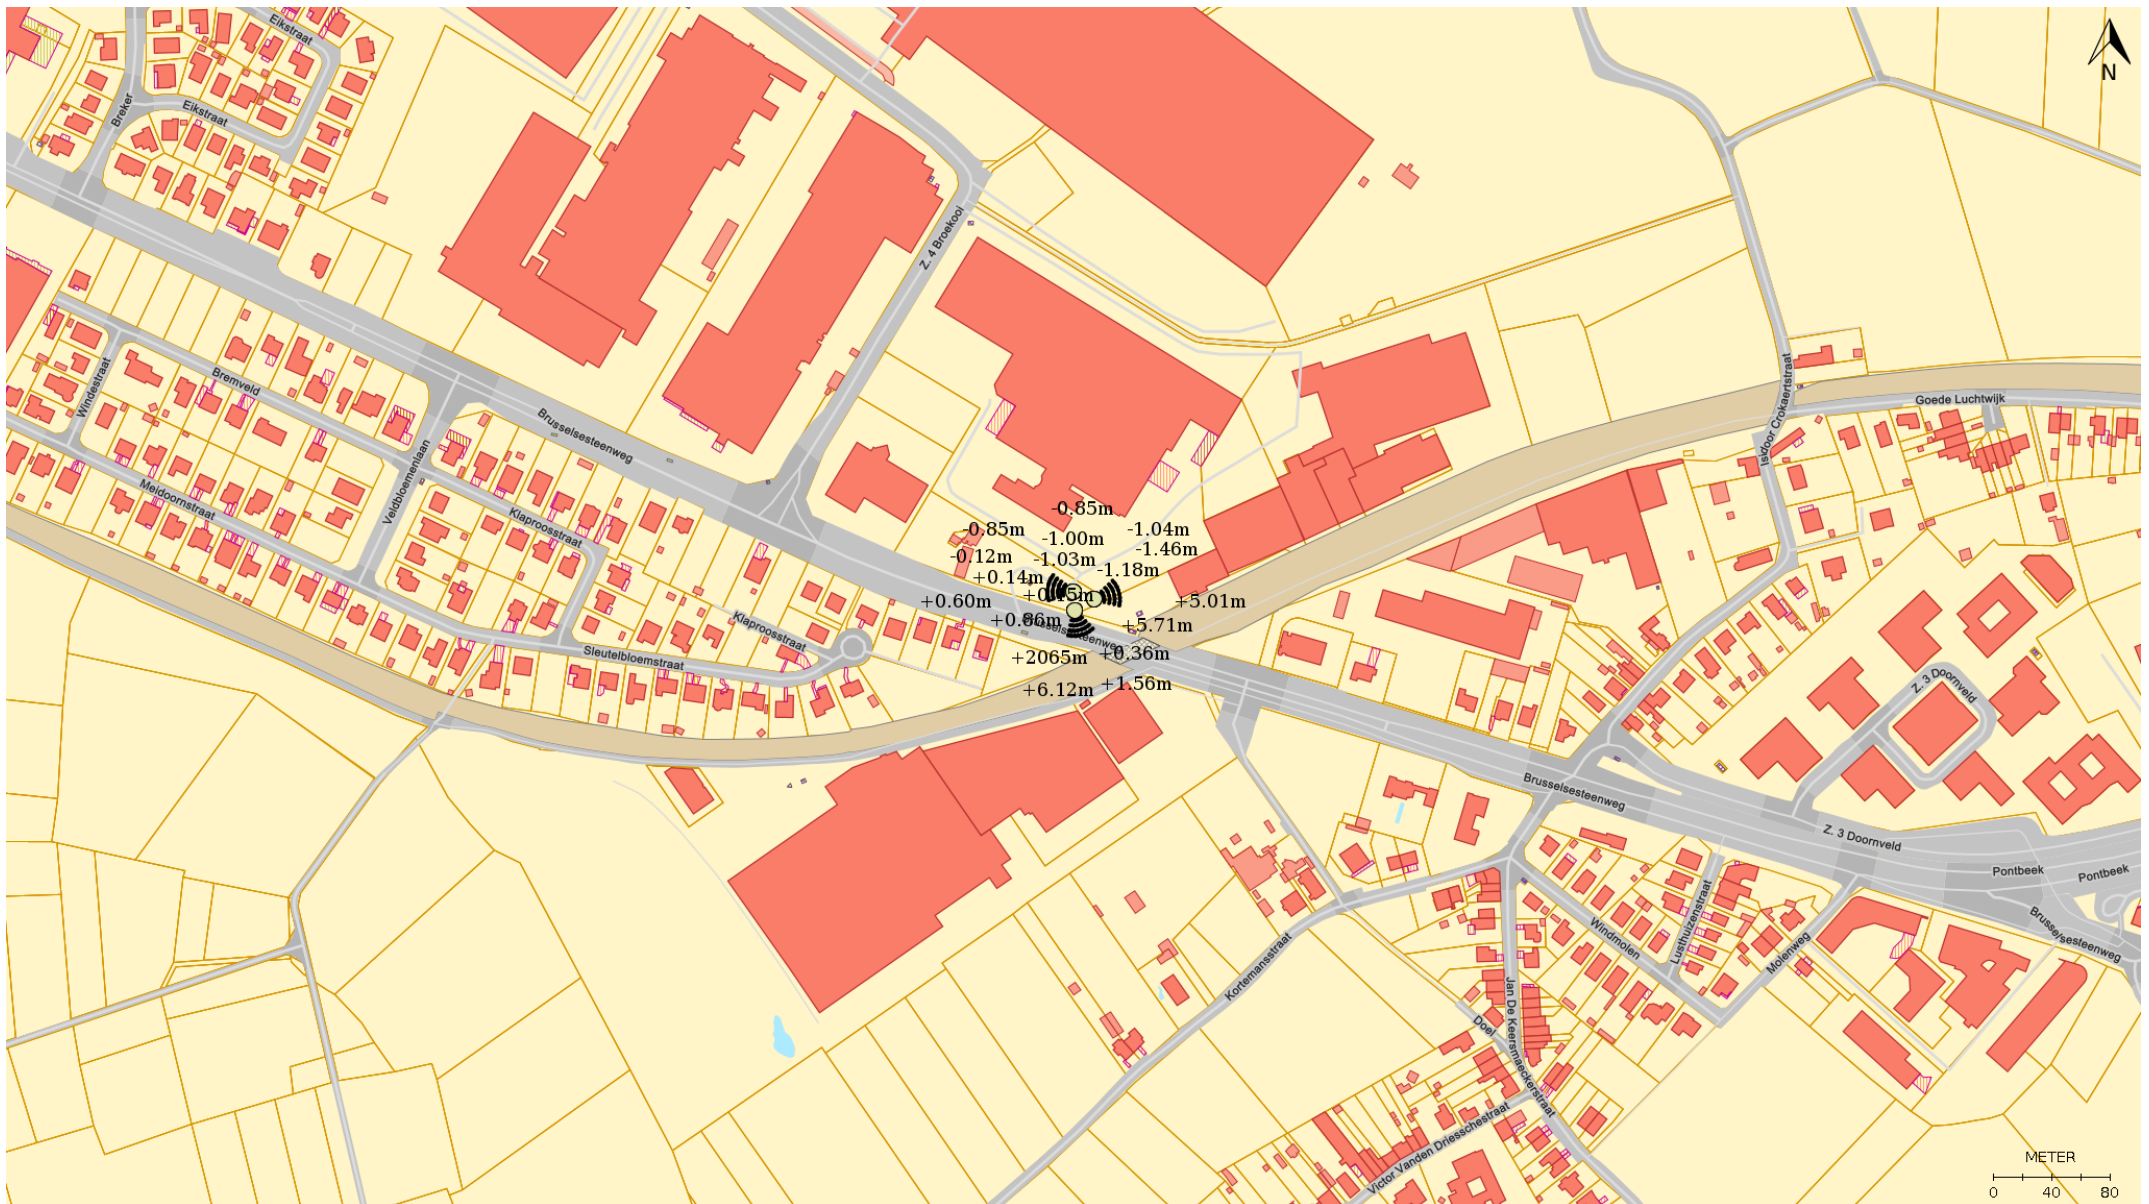 Eikstraat
N
Breker
Eikstraat
Z. 4 Broekooi
Windestraat
Bremveld
Isidoor Crokaertstraat
Goede Luchtwijk
Brusselsesteenweg
Meidoornstraat
Veldbloemenlaan
Klaproosstraat
-0.85m
-0.85m
-1.04m
-1.00m
-1.46m
-0.12m
-1.03m
-1.18m
+0.14m
+0.60m
+5.01m
+0.86m
+5.71m
Klaproosstraat
Brusselsesteenweg
Sleutelbloemstraat
+2065m
+0.36m
+6.12m
+1.56m
Z. 3 Doornveld
Brusselsesteenweg
Z. 3 Doornveld
Pontbeek
Pontbeek
Lusthuizenstraat
Windmolen
Molenweg
Brusselsesteenweg
Kortemansstraat
Doel
Jan De Keersmaeckerstraat
Victor Vanden Driesschestraat
METER
0 40 80